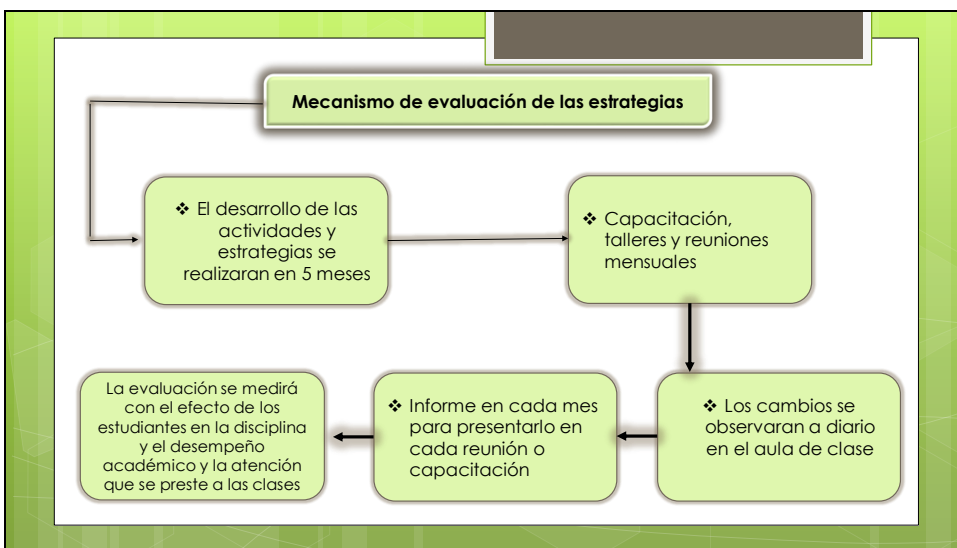 Mecanismo de evaluación de las estrategias
❖ El desarrollo de las
actividades y
estrategias se
realizaran en 5 meses
❖ Capacitación,
talleres y reuniones
mensuales
❖ Los cambios se
observaran a diario
en el aula de clase
❖ Informe en cada mes
para presentarlo en
cada reunión o
capacitación
La evaluación se medirá
con el efecto de los
estudiantes en la disciplina
y el desempeño
académico y la atención
que se preste a las clases